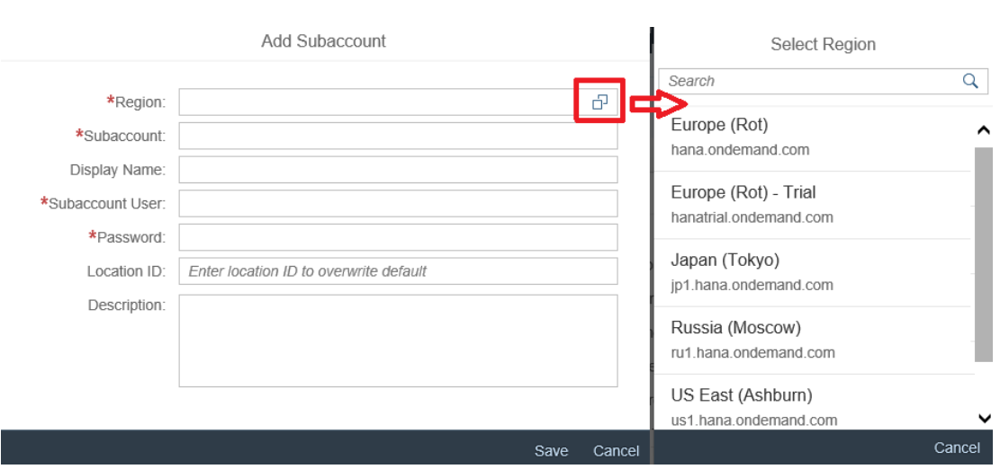 Add Subaccount
*Region:
*Subaccount:
Display Name:
*Subaccount User:
*Password:
Location ID: Enter location ID to overwrite default
Description:
Save Cancel
Select Region
Search
Europe (Rot)
hana.ondemand.com
Europe (Rot) - Trial
hanatrial.ondemand.com
Japan (Tokyo)
jp1.hana.ondemand.com
Russia (Moscow)
ru1.hana.ondemand.com
US East (Ashburn)
us1.hana.ondemand.com
Cancel